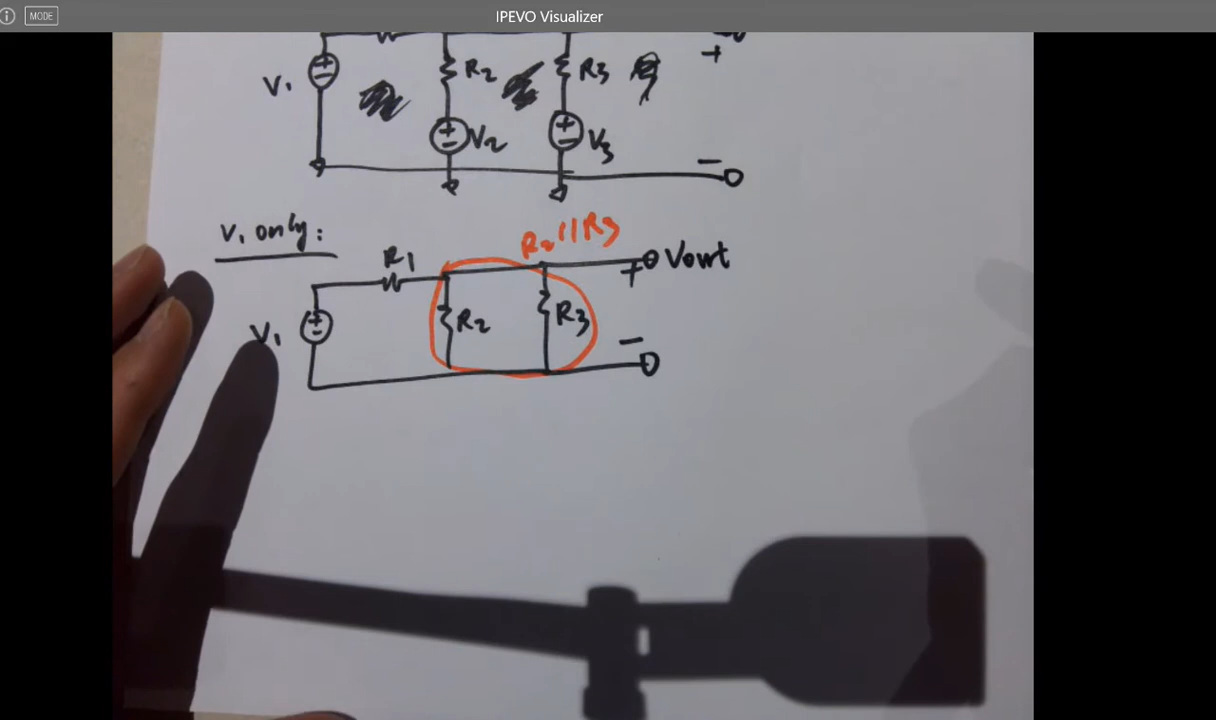 MODE IPEVO Visualizer
+
V1 R2 R3
V2 V3
−
V1 only: R2//R3
R1 Vout
+
V1 R2 R3
−